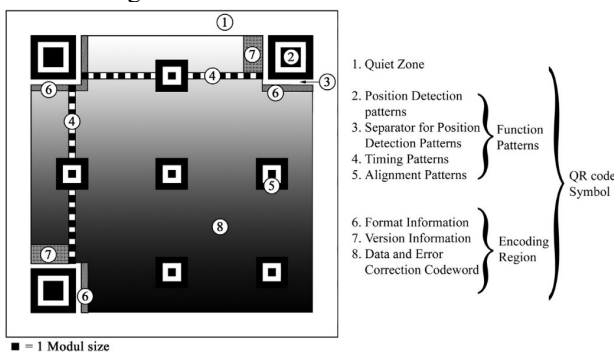 1
7
2
3
6
4
6
4
5
8
7
6
■ = 1 Modul size
1. Quiet Zone
2. Position Detection
patterns
3. Separator for Position
Detection Patterns
4. Timing Patterns
5. Alignment Patterns
Function
Patterns
6. Format Information
7. Version Information
8. Data and Error
Correction Codeword
Encoding
Region
QR code
Symbol